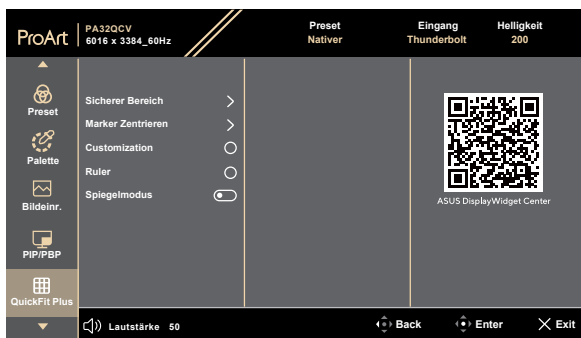 ProArt
PA32QCV
6016 x 3384_60Hz
Preset
Nativer
Eingang
Thunderbolt
Helligkeit
200
Preset
Palette
Bildeinr.
PIP/PBP
QuickFit Plus
Sicherer Bereich
Marker Zentrieren
Customization
Ruler
Spiegelmodus
ASUS DisplayWidget Center
Lautstärke 50
Back
Enter
Exit